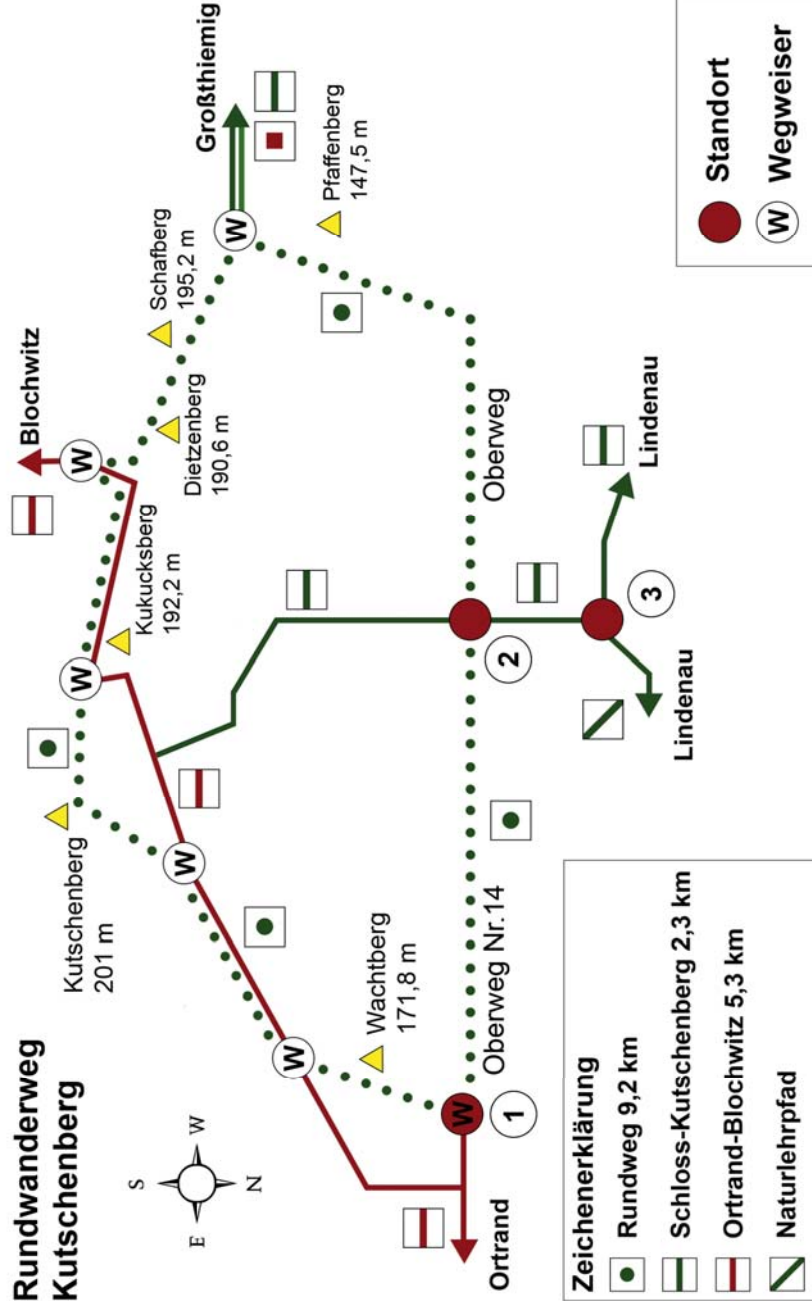 Rundwanderweg
Kutschenberg
S
E
W
N
Kutschenberg
201 m
Kukucksberg
192,2 m
Blochwitz
Dietzenberg
190,6 m
Schafberg
195,2 m
Großthiemig
Pfaffenberg
147,5 m
Wachtberg
171,8 m
W
W
W
W
W
W
Ortrand
1
Oberweg Nr.14
2
Oberweg
3
Lindenau
Lindenau
Zeichenerklärung
Rundweg 9,2 km
Schloss-Kutschenberg 2,3 km
Ortrand-Blochwitz 5,3 km
Naturlehrpfad
Standort
W Wegweiser